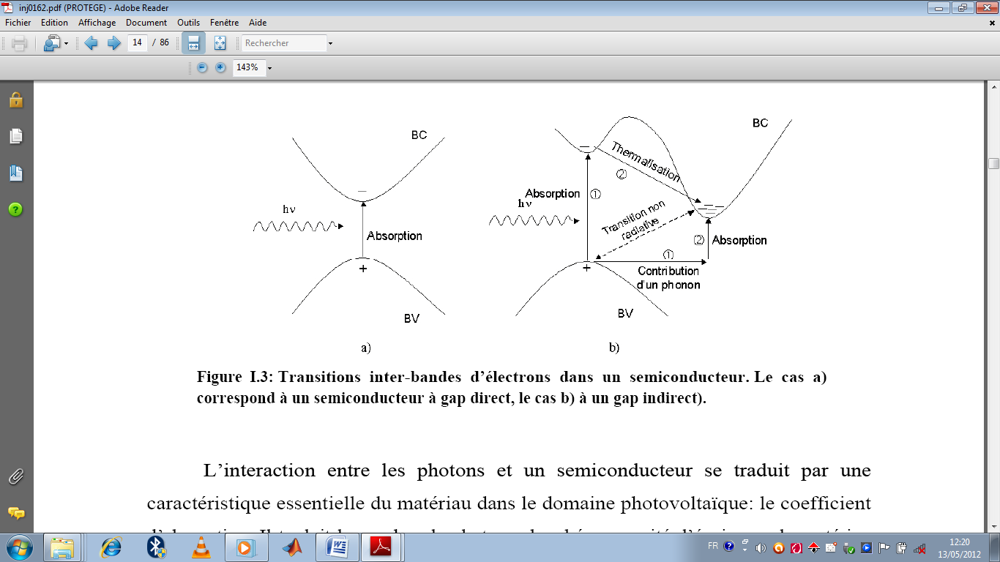 inj0162.pdf (PROTEGE) - Adobe Reader
Fichier Edition Affichage Document Outils Fenêtre Aide
14 / 86 Rechercher
143%
BC
hν
Absorption
BV
a)
BC
Thermalisation
②
Absorption ①
hν
Transition non
radiative
② Absorption
①
Contribution
d'un phonon
BV
b)
Figure I.3: Transitions inter-bandes d'électrons dans un semiconducteur. Le cas a)
correspond à un semiconducteur à gap direct, le cas b) à un gap indirect).
L'interaction entre les photons et un semiconducteur se traduit par une
caractéristique essentielle du matériau dans le domaine photovoltaïque: le coefficient
FR 12:20
13/05/2012